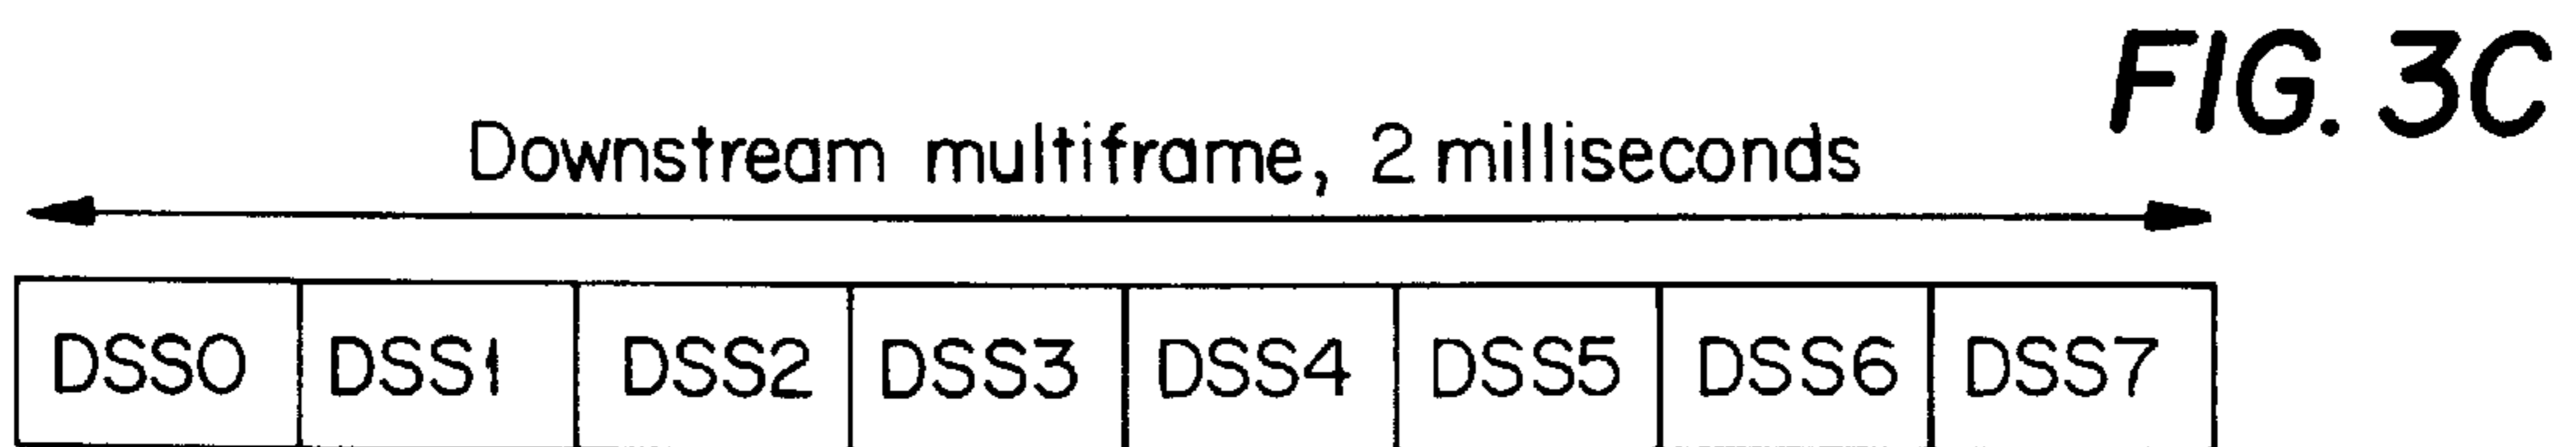 FIG. 3C
Downstream multiframe, 2 milliseconds
DSS0 DSS1 DSS2 DSS3 DSS4 DSS5 DSS6 DSS7